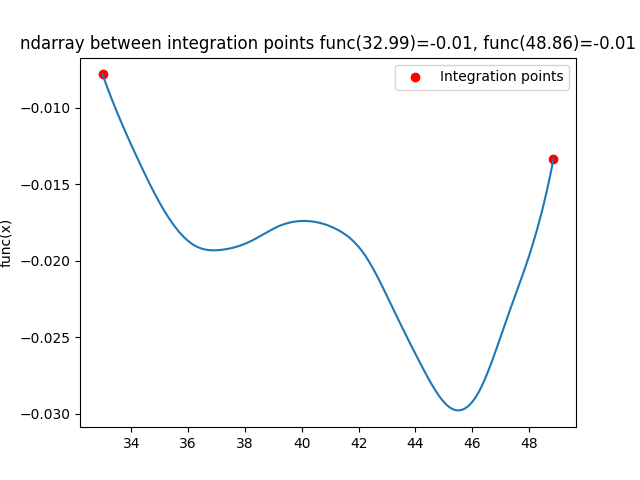 ndarray between integration points func(32.99)=-0.01, func(48.86)=-0.01
Integration points
−0.010
−0.015
−0.020
−0.025
−0.030
func(x)
34 36 38 40 42 44 46 48